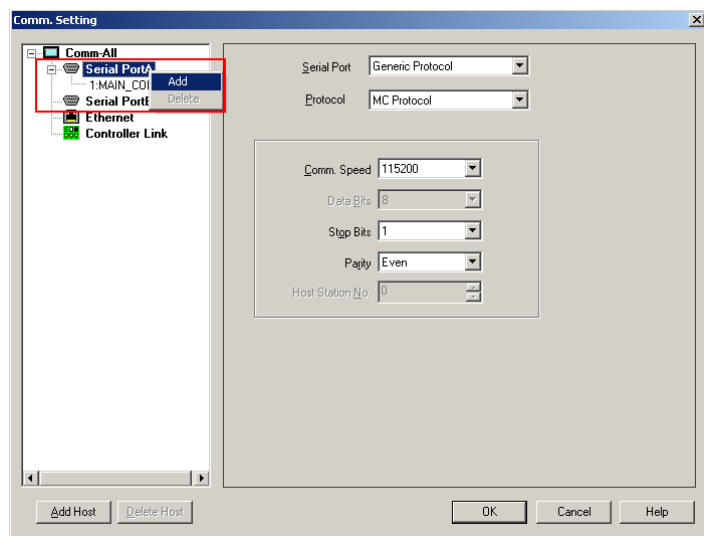 Comm. Setting
Comm-All
Serial Port Generic Protocol
Serial PortA
Add
1:MAIN_CO
Protocol MC Protocol
Serial Port
Delete
Ethernet
Controller Link
Comm. Speed 115200
Data Bits 8
Stop Bits 1
Parity Even
Host Station No. 0
Add Host Delete Host OK Cancel Help